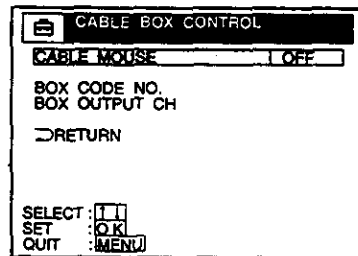 CABLE BOX CONTROL
CABLE MOUSE OFF
BOX CODE NO.
BOX OUTPUT CH
⊃RETURN
SELECT : ↑ ↓
SET : OK
QUIT : MENU